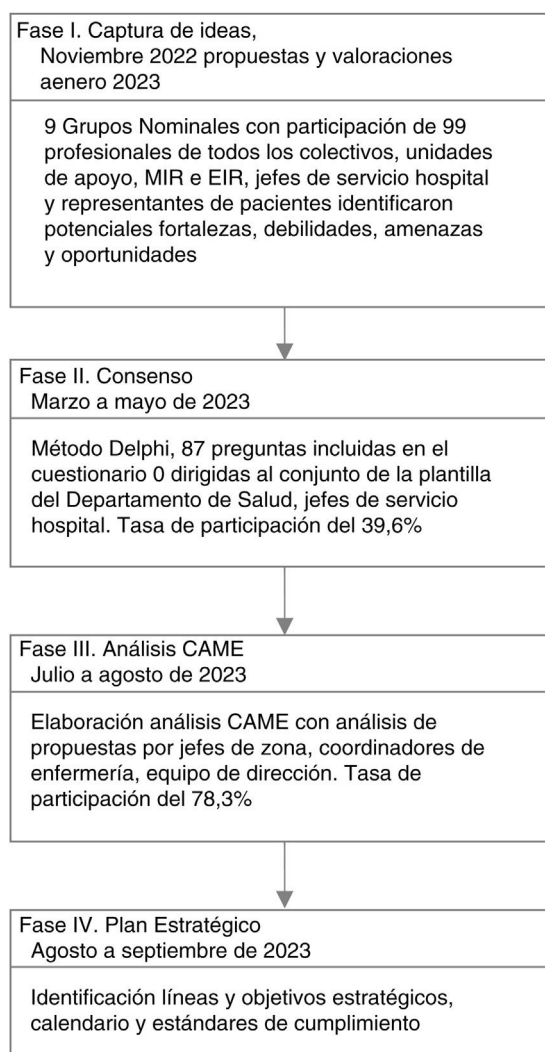 Fase I. Captura de ideas,
Noviembre 2022 propuestas y valoraciones
aenero 2023
9 Grupos Nominales con participación de 99
profesionales de todos los colectivos, unidades
de apoyo, MIR e EIR, jefes de servicio hospital
y representantes de pacientes identificaron
potenciales fortalezas, debilidades, amenazas
y oportunidades
Fase II. Consenso
Marzo a mayo de 2023
Método Delphi, 87 preguntas incluidas en el
cuestionario 0 dirigidas al conjunto de la plantilla
del Departamento de Salud, jefes de servicio
hospital. Tasa de participación del 39,6%
Fase III. Análisis CAME
Julio a agosto de 2023
Elaboración análisis CAME con análisis de
propuestas por jefes de zona, coordinadores de
enfermería, equipo de dirección. Tasa de
participación del 78,3%
Fase IV. Plan Estratégico
Agosto a septiembre de 2023
Identificación líneas y objetivos estratégicos,
calendario y estándares de cumplimiento